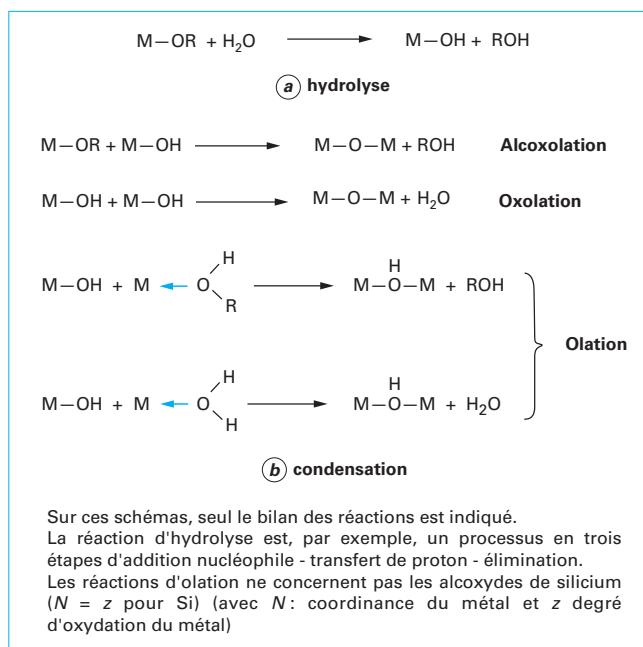 M—OR + H₂O ⟶ M—OH + ROH
a hydrolyse
M—OR + M—OH ⟶ M—O—M + ROH Alcoxolation
M—OH + M—OH ⟶ M—O—M + H₂O Oxolation
H H
M—OH + M ← O ⟶ M—O—M + ROH
R
Olation
H H
M—OH + M ← O ⟶ M—O—M + H₂O
H
b condensation
Sur ces schémas, seul le bilan des réactions est indiqué.
La réaction d'hydrolyse est, par exemple, un processus en trois
étapes d'addition nucléophile - transfert de proton - élimination.
Les réactions d'olation ne concernent pas les alcoxydes de silicium
(N = z pour Si) (avec N : coordinance du métal et z degré
d'oxydation du métal)